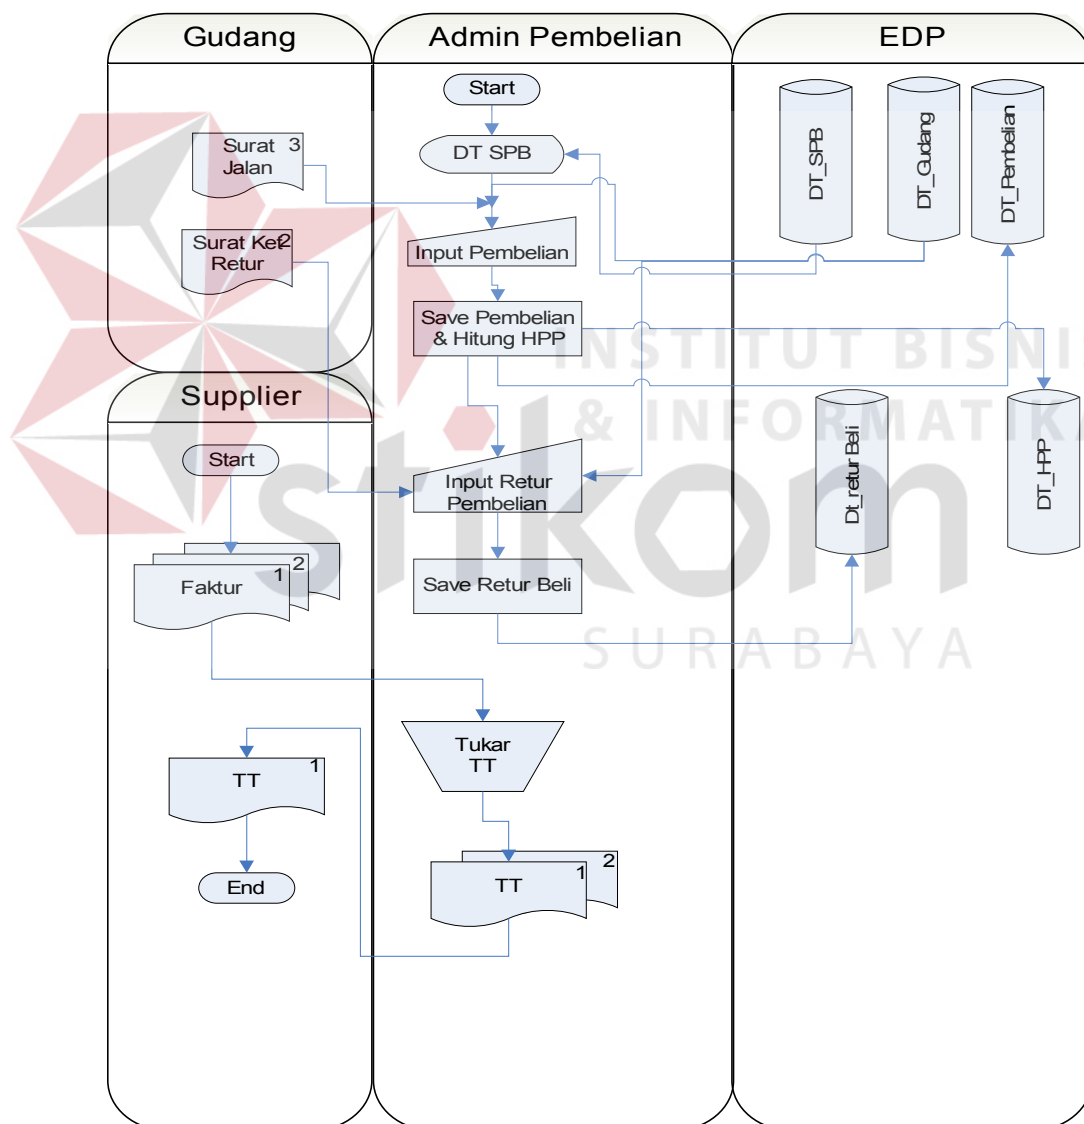 Gudang
Admin Pembelian
EDP
Start
DT SPB
Surat
Jalan
3
Surat Ket
Retur
2
Input Pembelian
Save Pembelian
& Hitung HPP
DT_SPB
DT_Gudang
DT_Pembelian
INSTITUT BISNIS
& INFORMATIKA
stikom
SURABAYA
Supplier
Start
Faktur
1
2
Input Retur
Pembelian
Save Retur Beli
Dt_retur Beli
DT_HPP
Tukar
TT
TT
1
End
TT
1
2